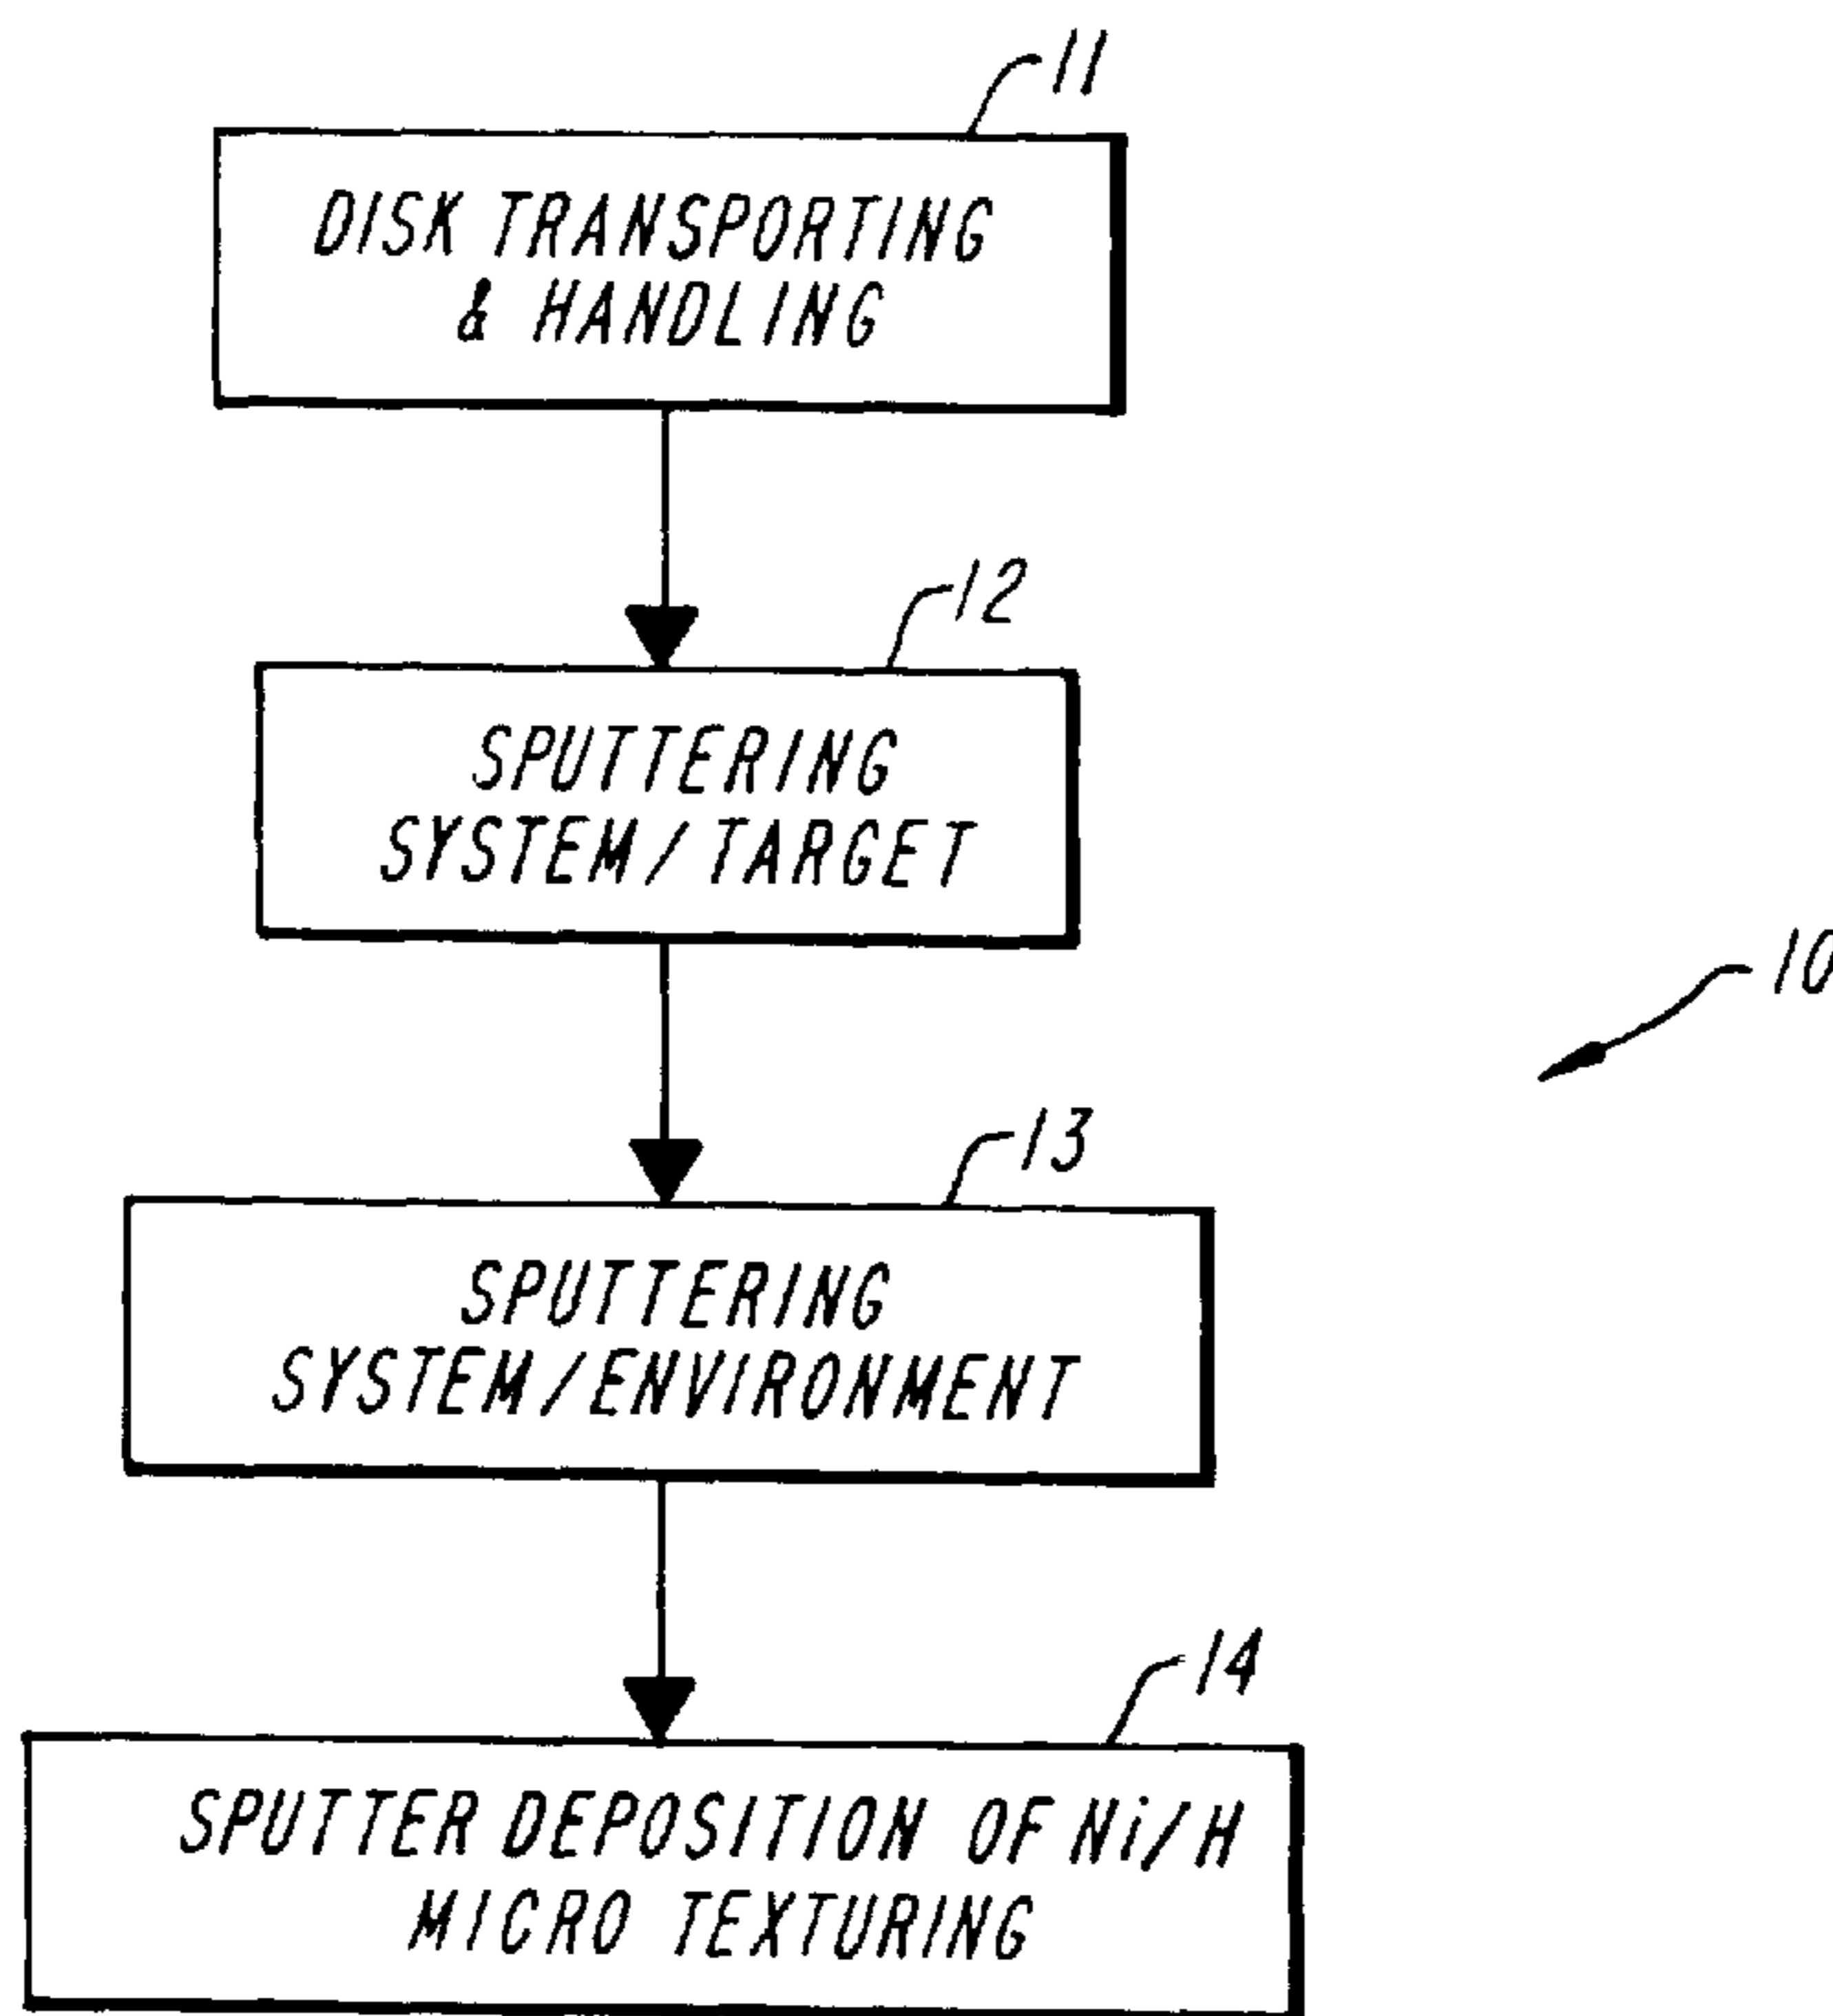 11
DISK TRANSPORTING
& HANDLING
12
SPUTTERING
SYSTEM/TARGET
10
13
SPUTTERING
SYSTEM/ENVIRONMENT
14
SPUTTER DEPOSITION OF Ni/H
MICRO TEXTURING